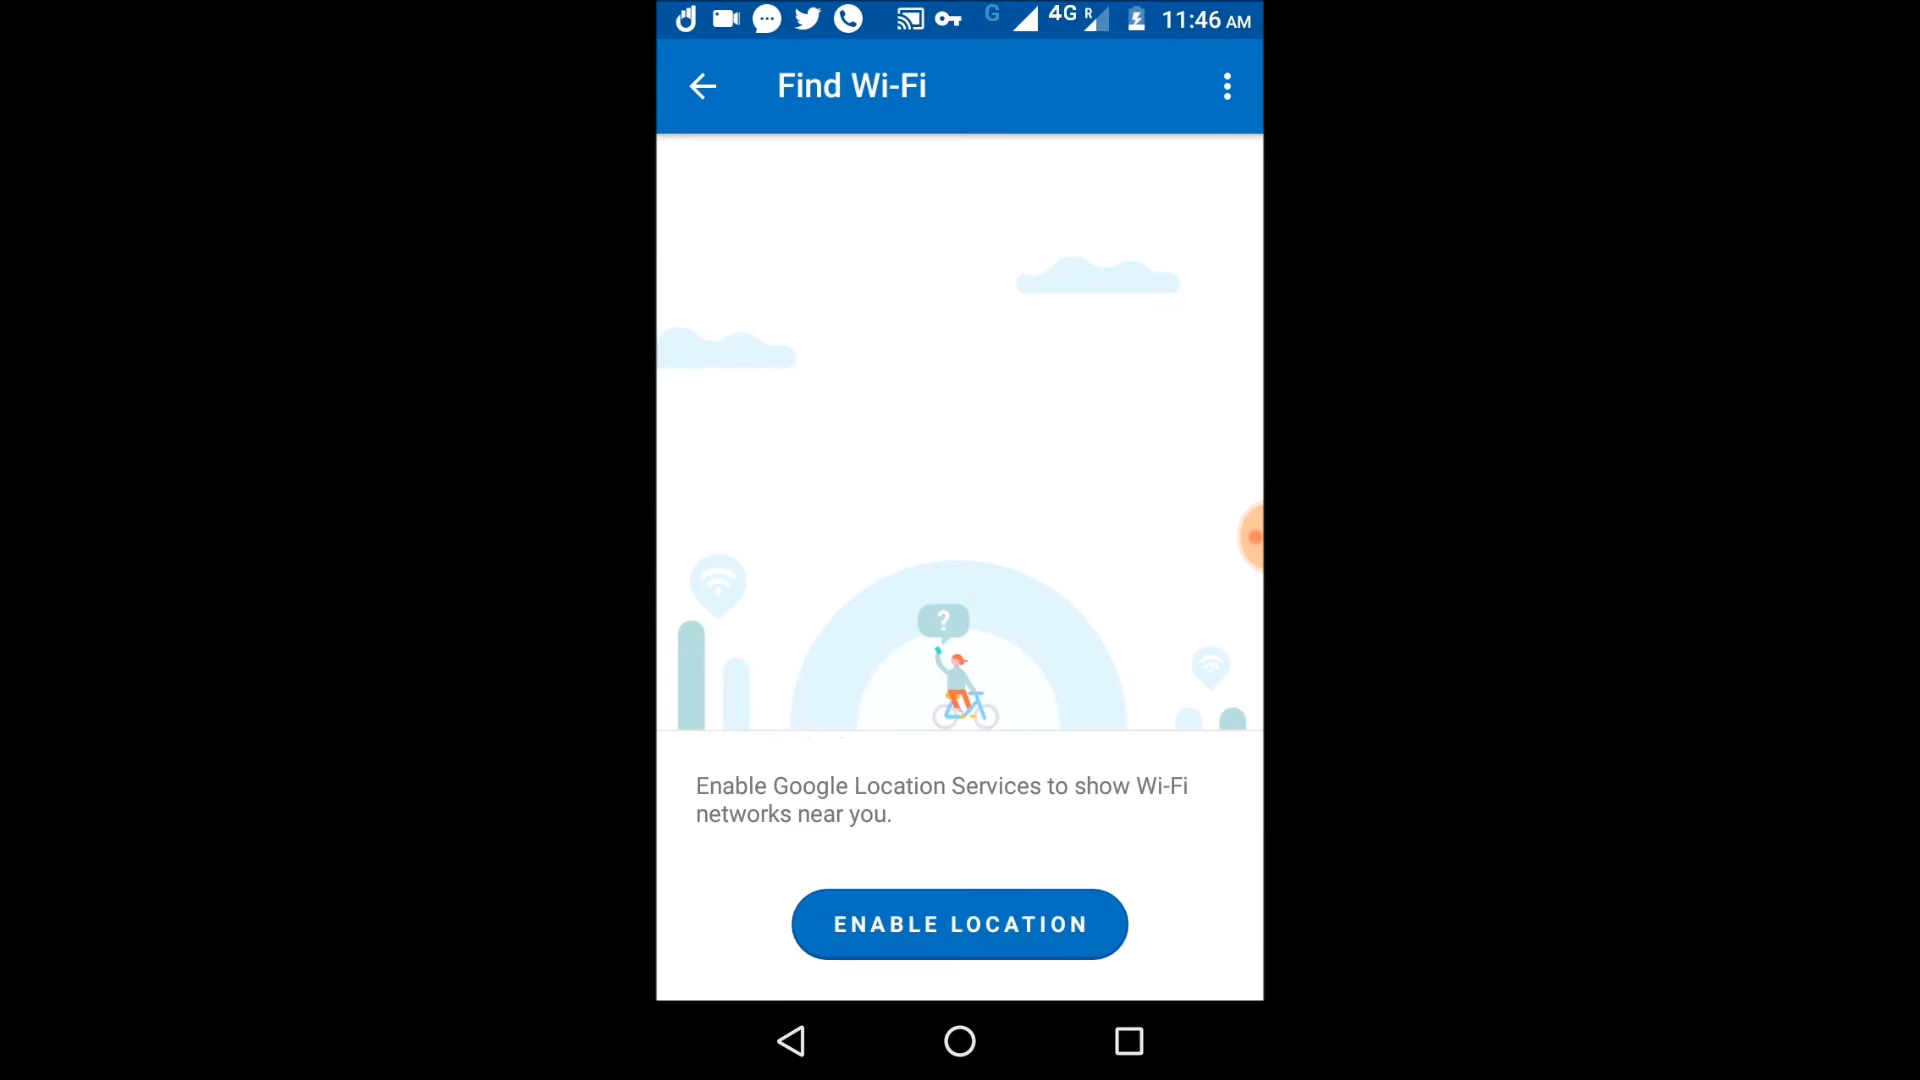 G 4G R 11:46 AM
Find Wi-Fi
?
Enable Google Location Services to show Wi-Fi
networks near you.
ENABLE LOCATION